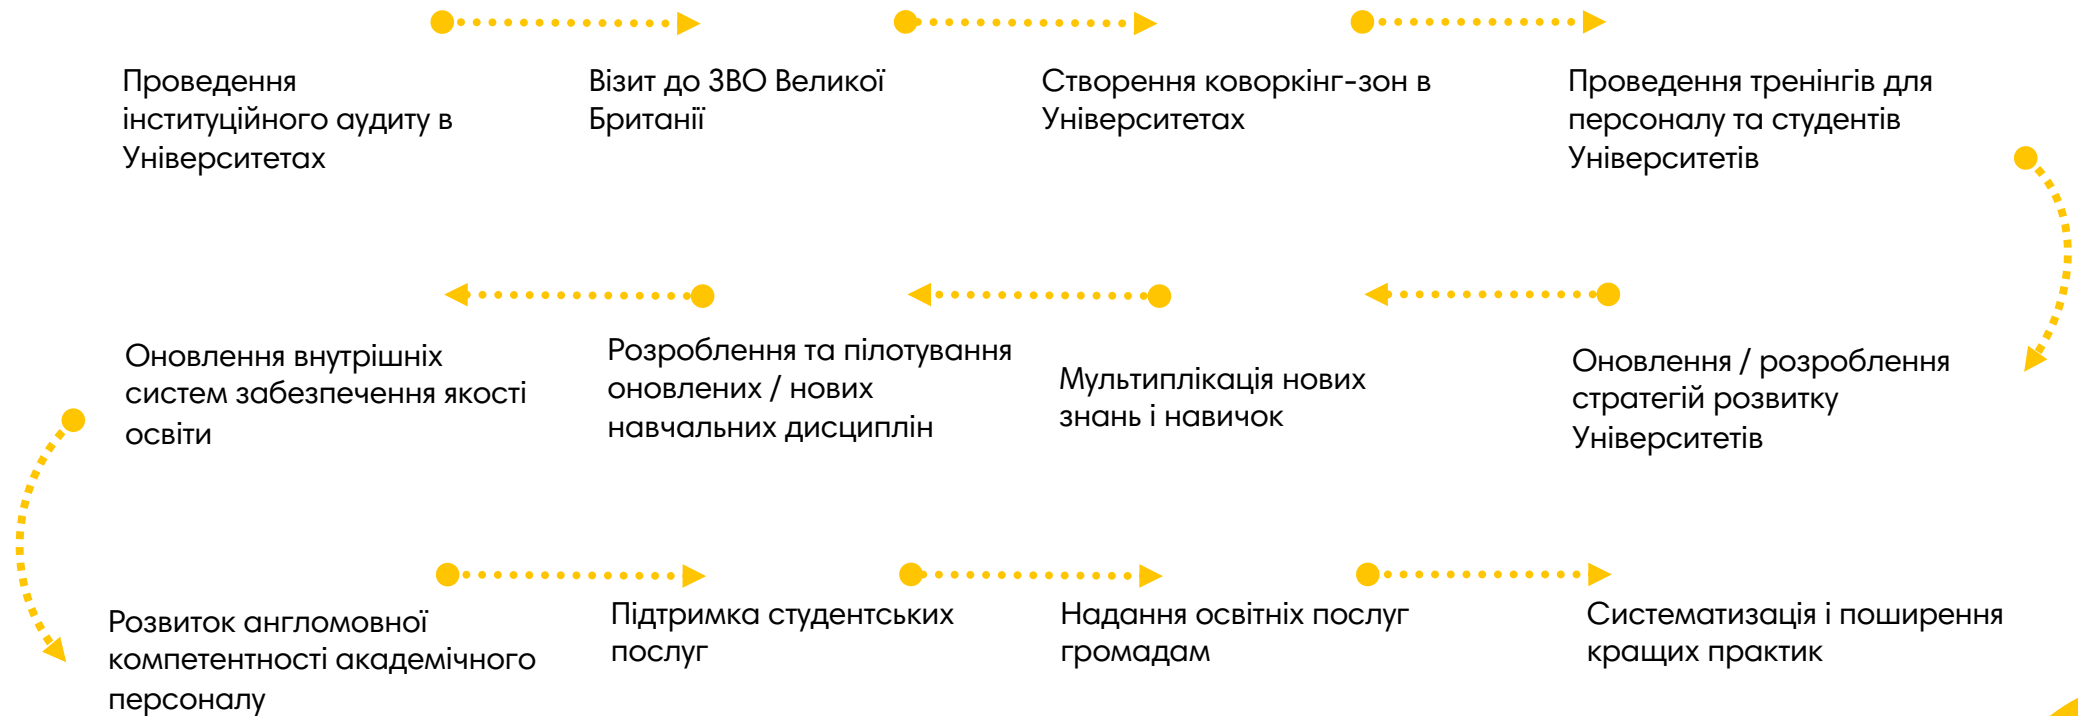 Проведення
інституційного аудиту в
Університетах
Візит до ЗВО Великої
Британії
Створення коворкінг-зон в
Університетах
Проведення тренінгів для
персоналу та студентів
Університетів
Оновлення / розроблення
стратегій розвитку
Університетів
Мультиплікація нових
знань і навичок
Розроблення та пілотування
оновлених / нових
навчальних дисциплін
Оновлення внутрішніх
систем забезпечення якості
освіти
Розвиток англомовної
компетентності академічного
персоналу
Підтримка студентських
послуг
Надання освітніх послуг
громадам
Систематизація і поширення
кращих практик